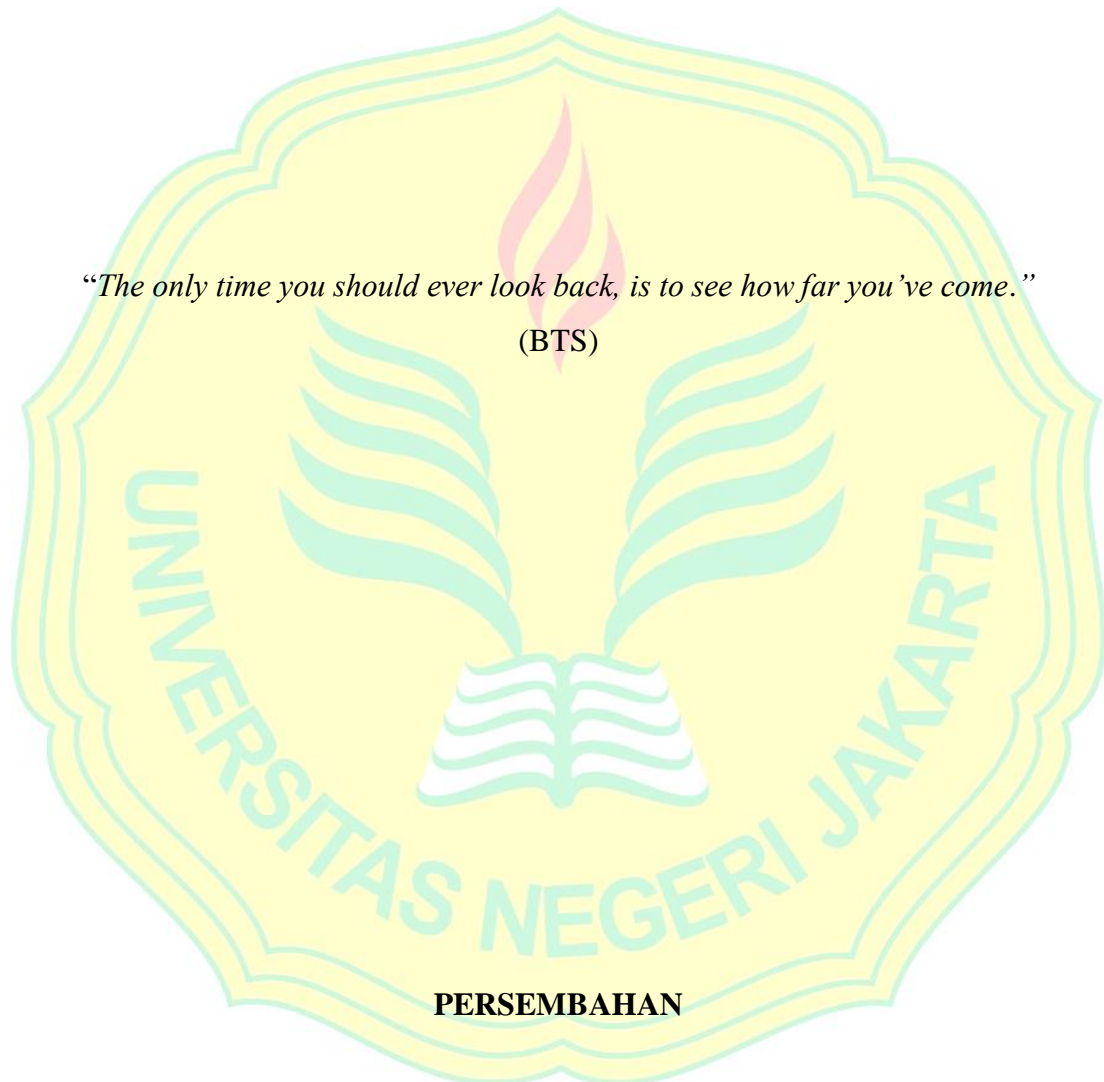 “The only time you should ever look back, is to see how far you’ve come.”
(BTS)
UNIVERSITAS NEGERI JAKARTA
PERSEMBAHAN